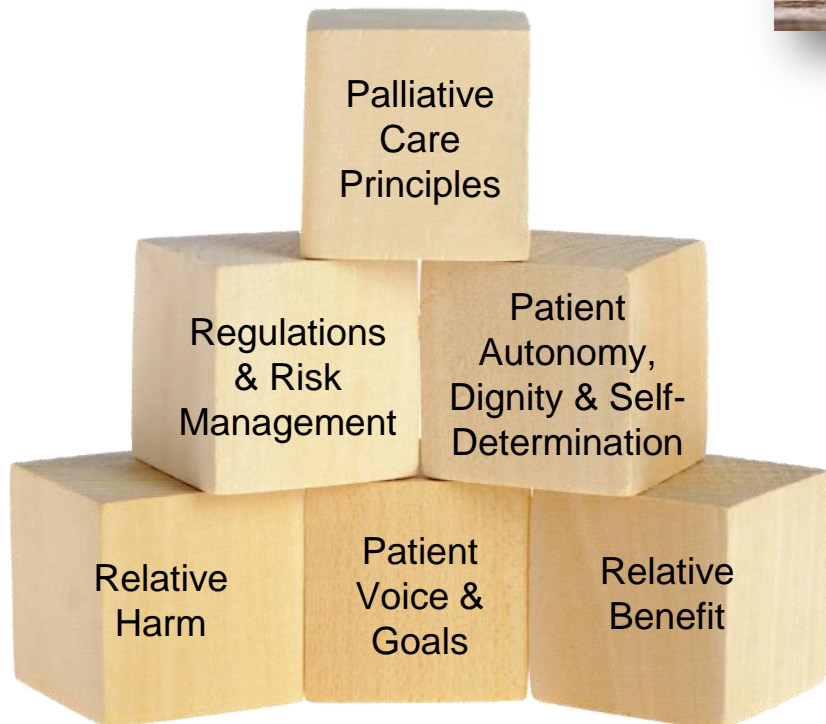 Palliative
Care
Principles
Regulations
& Risk
Management
Patient
Autonomy,
Dignity & Self-
Determination
Relative
Harm
Patient
Voice &
Goals
Relative
Benefit